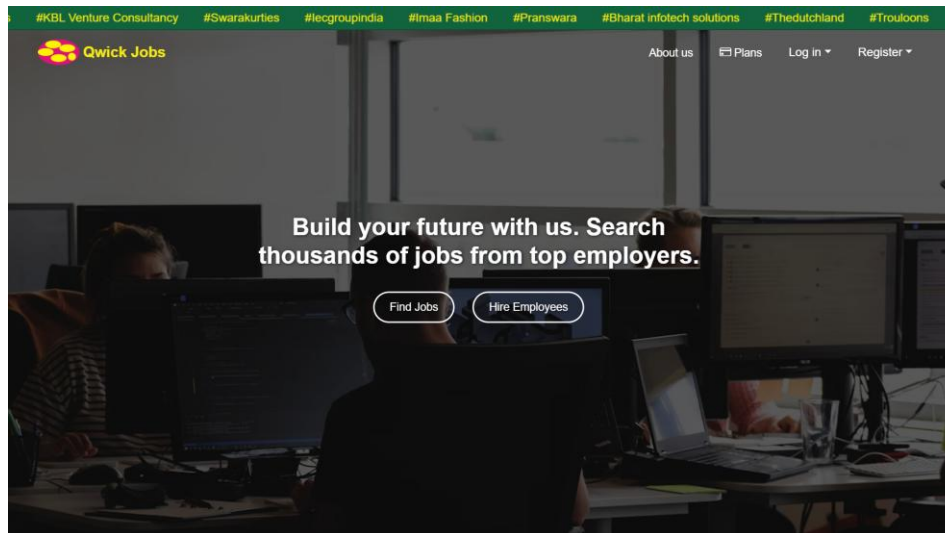 #KBL Venture Consultancy #Swarakurties #Iecgroupindia #Imaa Fashion #Pranswara #Bharat infotech solutions #Thedutchland #Trouloons
Qwick Jobs
About us Plans Log in Register
Build your future with us. Search
thousands of jobs from top employers.
Find Jobs Hire Employees